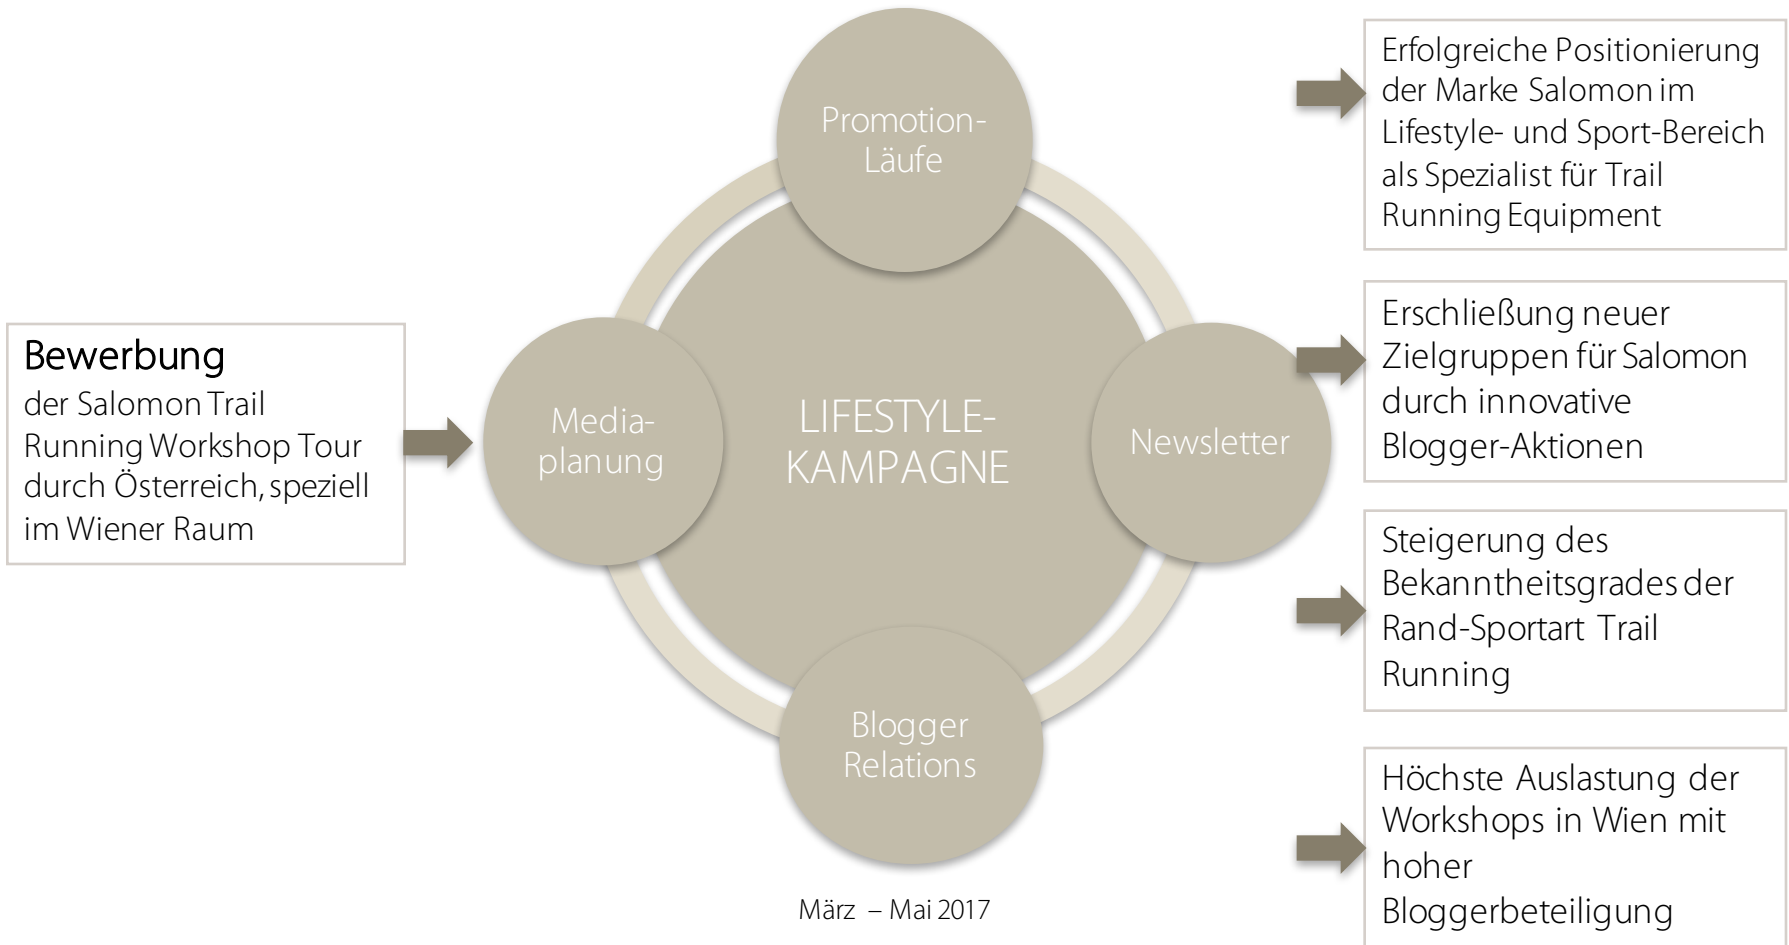 Bewerbung
der Salomon Trail
Running Workshop Tour
durch Österreich, speziell
im Wiener Raum
Promotion-
Läufe
Media-
planung
LIFESTYLE-
KAMPAGNE
Newsletter
Blogger
Relations
März – Mai 2017
Erfolgreiche Positionierung
der Marke Salomon im
Lifestyle- und Sport-Bereich
als Spezialist für Trail
Running Equipment
Erschließung neuer
Zielgruppen für Salomon
durch innovative
Blogger-Aktionen
Steigerung des
Bekanntheitsgrades der
Rand-Sportart Trail
Running
Höchste Auslastung der
Workshops in Wien mit
hoher
Bloggerbeteiligung